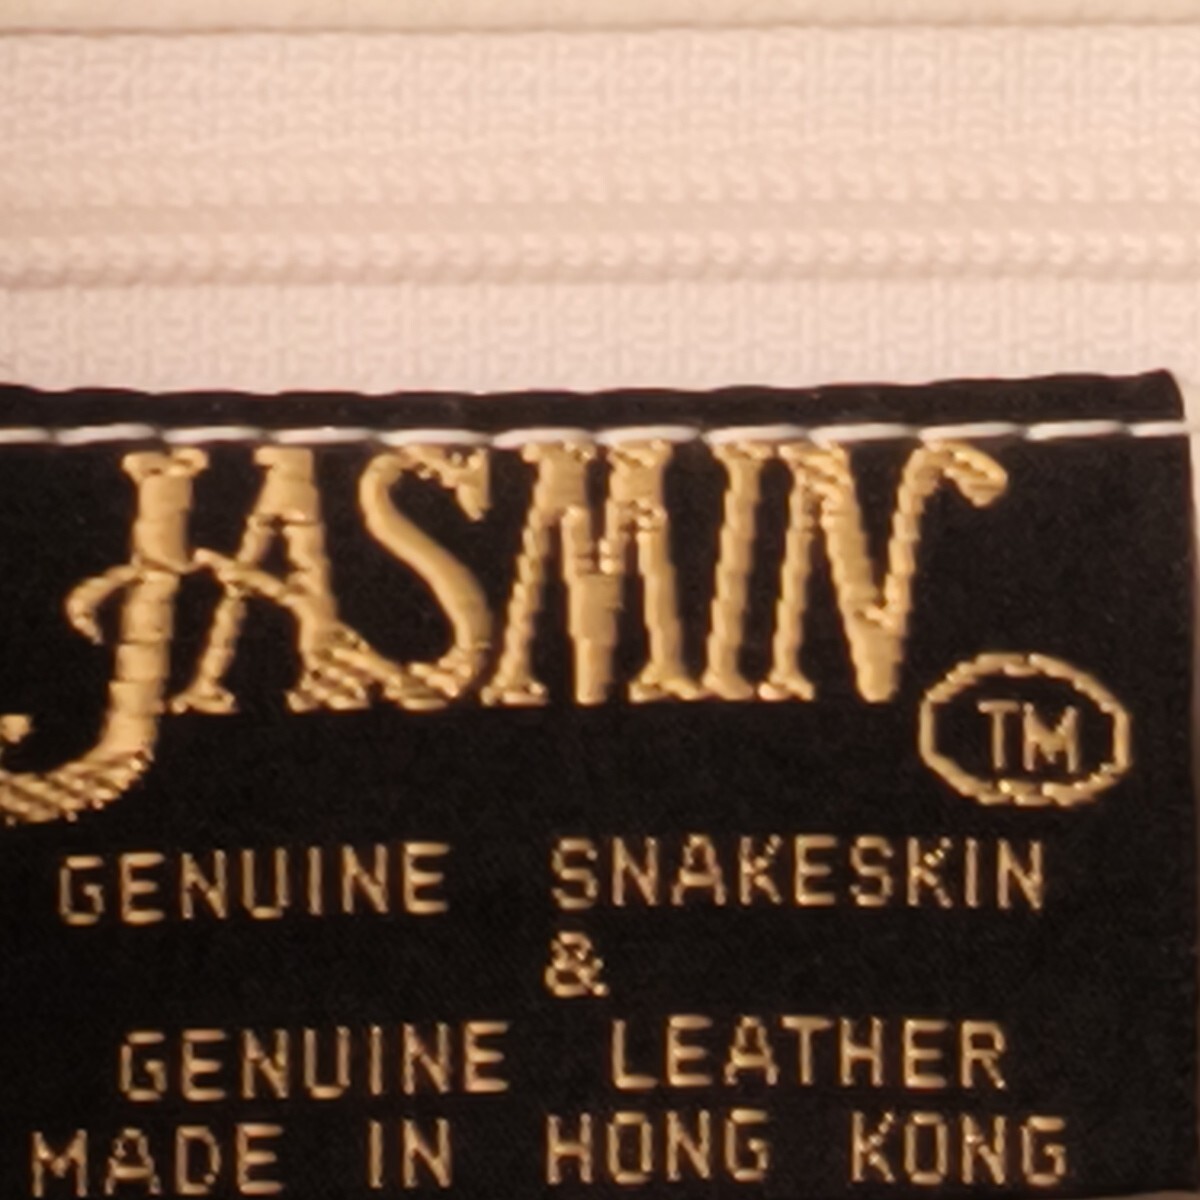 JASMIN
TM
GENUINE SNAKESKIN
&
GENUINE LEATHER
MADE IN HONG KONG